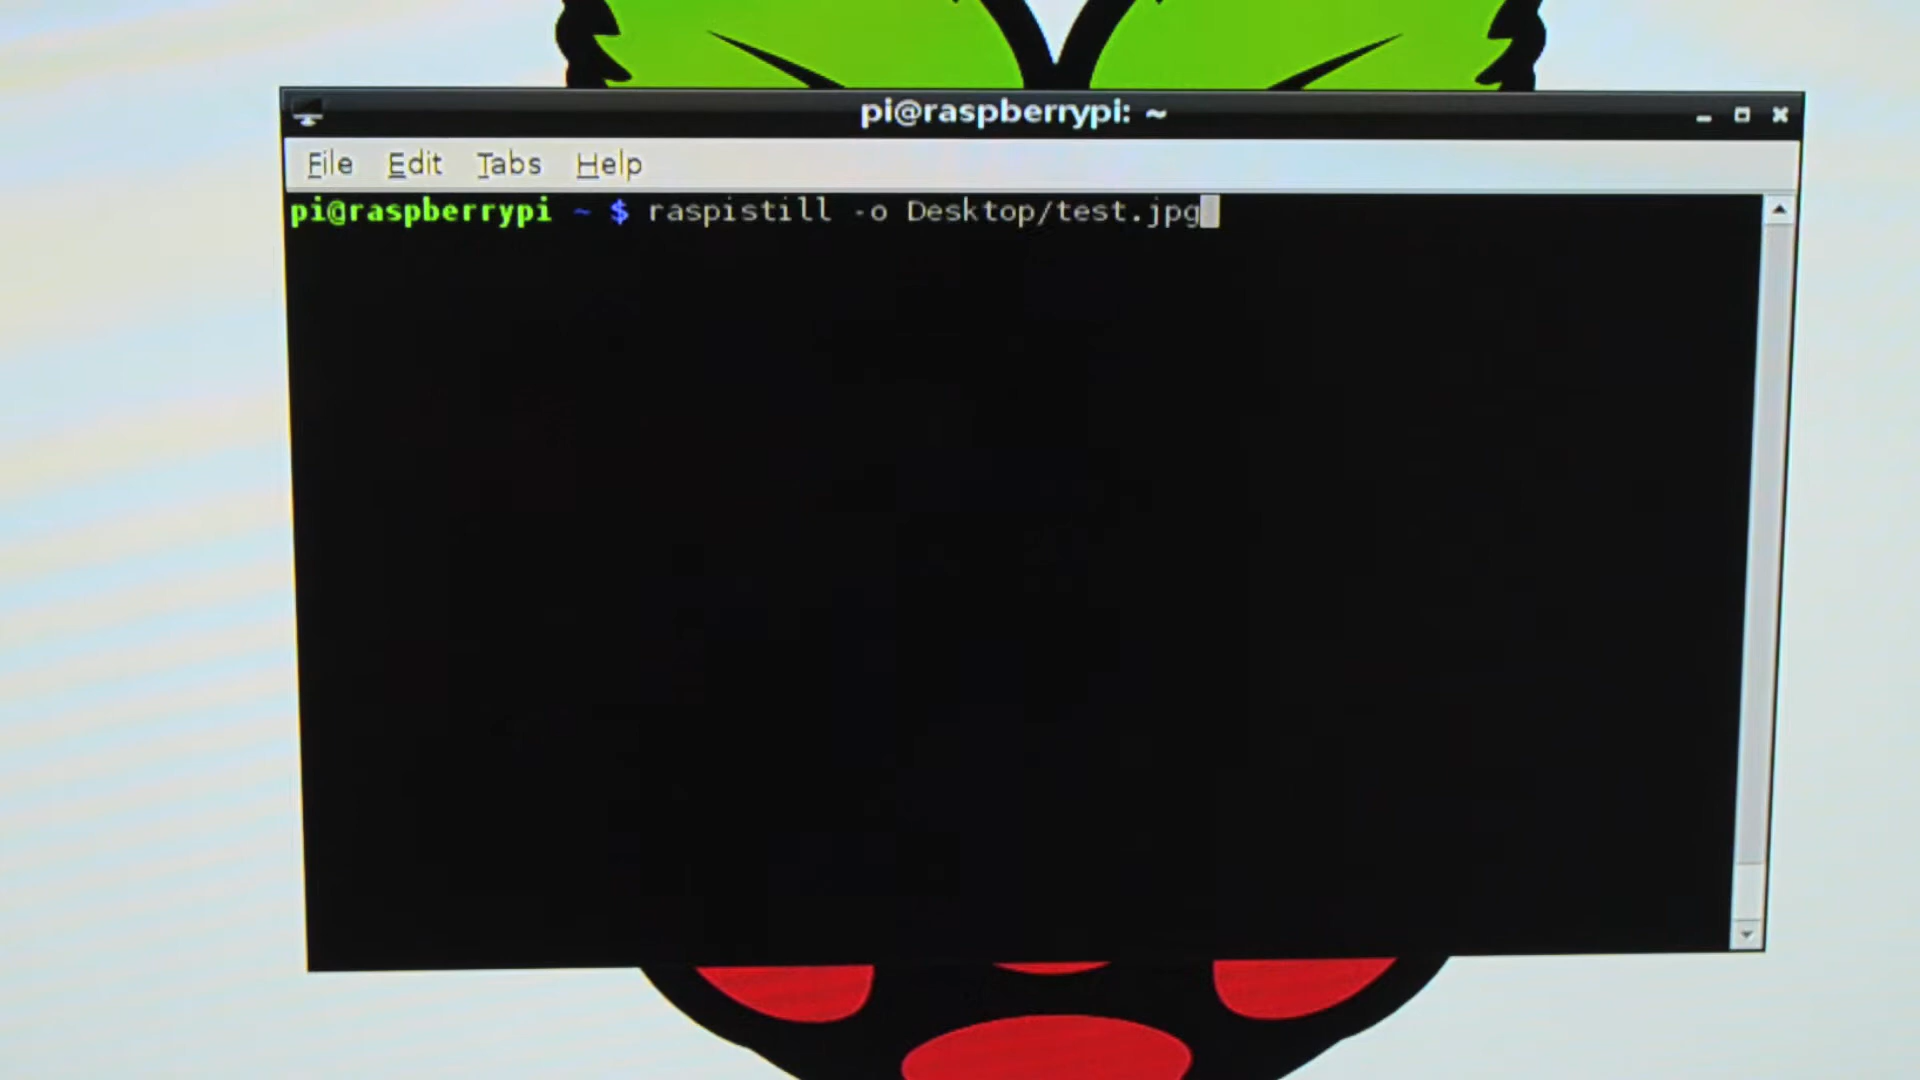 pi@raspberrypi: ~
File Edit Tabs Help
pi@raspberrypi ~ $ raspistill -o Desktop/test.jpg